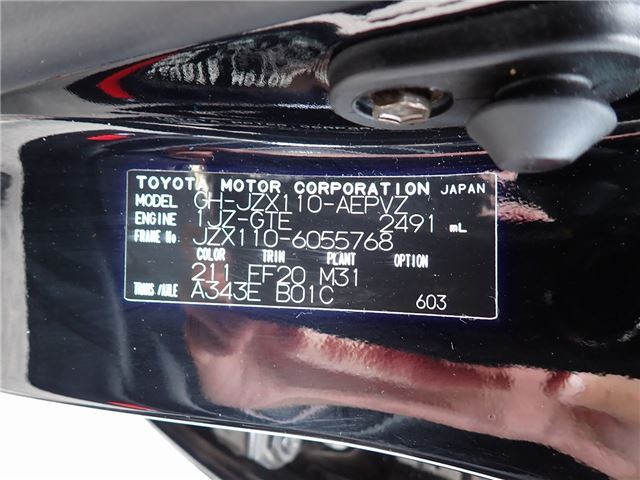 TOYOTA MOTOR CORPORATION JAPAN
MODEL GH-JZX110-AEPVZ
ENGINE 1JZ-GTE 2491 mL
FRAME No. JZX110-6055768
COLOR TRIM PLANT OPTION
211 FF20 M31
TRANS/AXLE A343E B01C 603